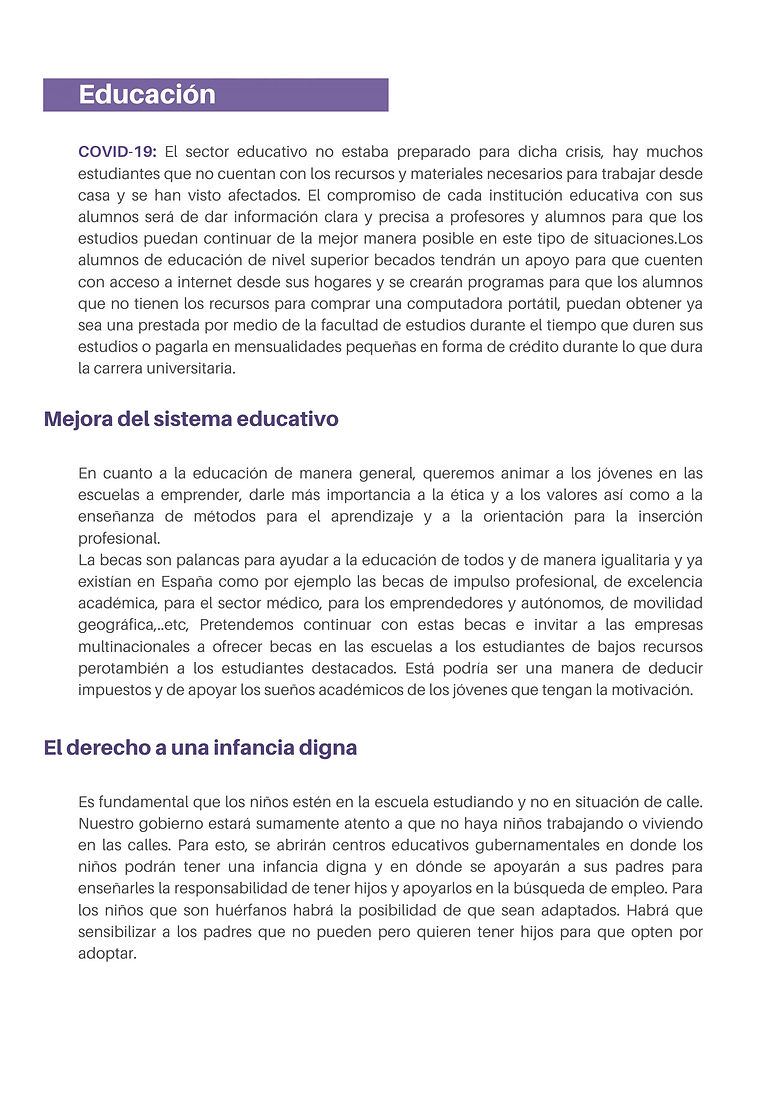 Educación
COVID-19: El sector educativo no estaba preparado para dicha crisis, hay muchos
estudiantes que no cuentan con los recursos y materiales necesarios para trabajar desde
casa y se han visto afectados. El compromiso de cada institución educativa con sus
alumnos será de dar información clara y precisa a profesores y alumnos para que los
estudios puedan continuar de la mejor manera posible en este tipo de situaciones.Los
alumnos de educación de nivel superior becados tendrán un apoyo para que cuenten
con acceso a internet desde sus hogares y se crearán programas para que los alumnos
que no tienen los recursos para comprar una computadora portátil, puedan obtener ya
sea una prestada por medio de la facultad de estudios durante el tiempo que duren sus
estudios o pagarla en mensualidades pequeñas en forma de crédito durante lo que dura
la carrera universitaria.
Mejora del sistema educativo
En cuanto a la educación de manera general, queremos animar a los jóvenes en las
escuelas a emprender, darle más importancia a la ética y a los valores así como a la
enseñanza de métodos para el aprendizaje y a la orientación para la inserción
profesional.
La becas son palancas para ayudar a la educación de todos y de manera igualitaria y ya
existían en España como por ejemplo las becas de impulso profesional, de excelencia
académica, para el sector médico, para los emprendedores y autónomos, de movilidad
geográfica,..etc, Pretendemos continuar con estas becas e invitar a las empresas
multinacionales a ofrecer becas en las escuelas a los estudiantes de bajos recursos
perotambién a los estudiantes destacados. Está podría ser una manera de deducir
impuestos y de apoyar los sueños académicos de los jóvenes que tengan la motivación.
El derecho a una infancia digna
Es fundamental que los niños estén en la escuela estudiando y no en situación de calle.
Nuestro gobierno estará sumamente atento a que no haya niños trabajando o viviendo
en las calles. Para esto, se abrirán centros educativos gubernamentales en donde los
niños podrán tener una infancia digna y en dónde se apoyarán a sus padres para
enseñarles la responsabilidad de tener hijos y apoyarlos en la búsqueda de empleo. Para
los niños que son huérfanos habrá la posibilidad de que sean adaptados. Habrá que
sensibilizar a los padres que no pueden pero quieren tener hijos para que opten por
adoptar.